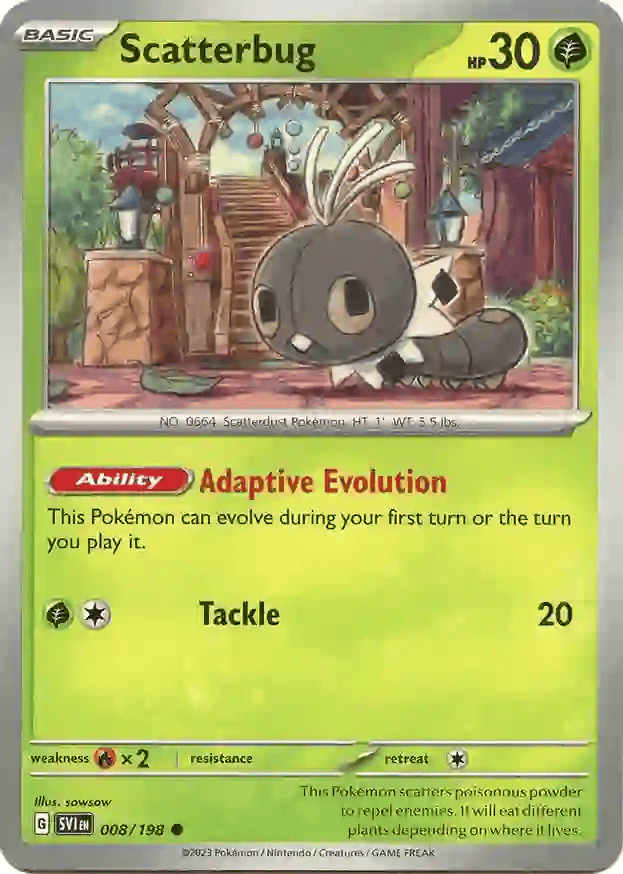 BASIC
Scatterbug
HP 30
NO. 0664 Scatterdust Pokémon HT 1' WT 5.5 lbs.
Ability Adaptive Evolution
This Pokémon can evolve during your first turn or the turn
you play it.
Tackle 20
weakness ×2 resistance retreat
Illus. sowsow
G SVI EN 008/198
This Pokémon scatters poisonous powder
to repel enemies. It will eat different
plants depending on where it lives.
©2023 Pokémon / Nintendo / Creatures / GAME FREAK